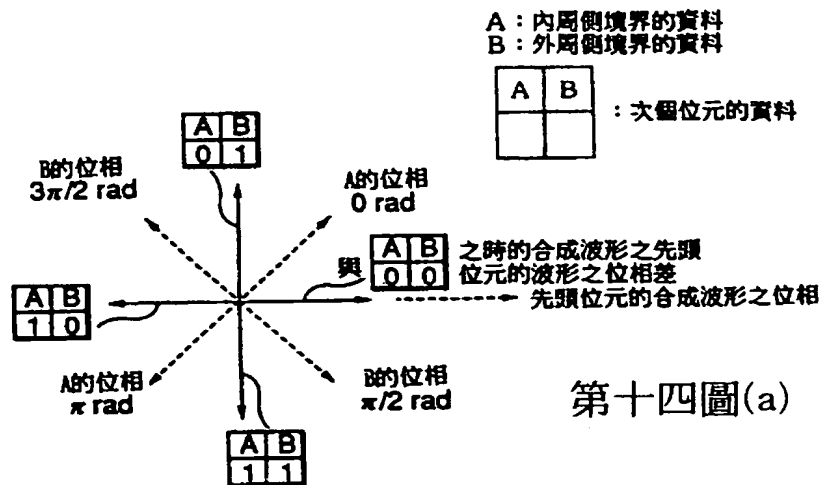 A：內周側境界的資料
B：外周側境界的資料
A B
：次個位元的資料
A B
0 1
B的位相
3π/2 rad
A的位相
0 rad
與
A B
0 0
之時的合成波形之先頭
位元的波形之位相差
先頭位元的合成波形之位相
A B
1 0
A的位相
π rad
B的位相
π/2 rad
A B
1 1
第十四圖(a)